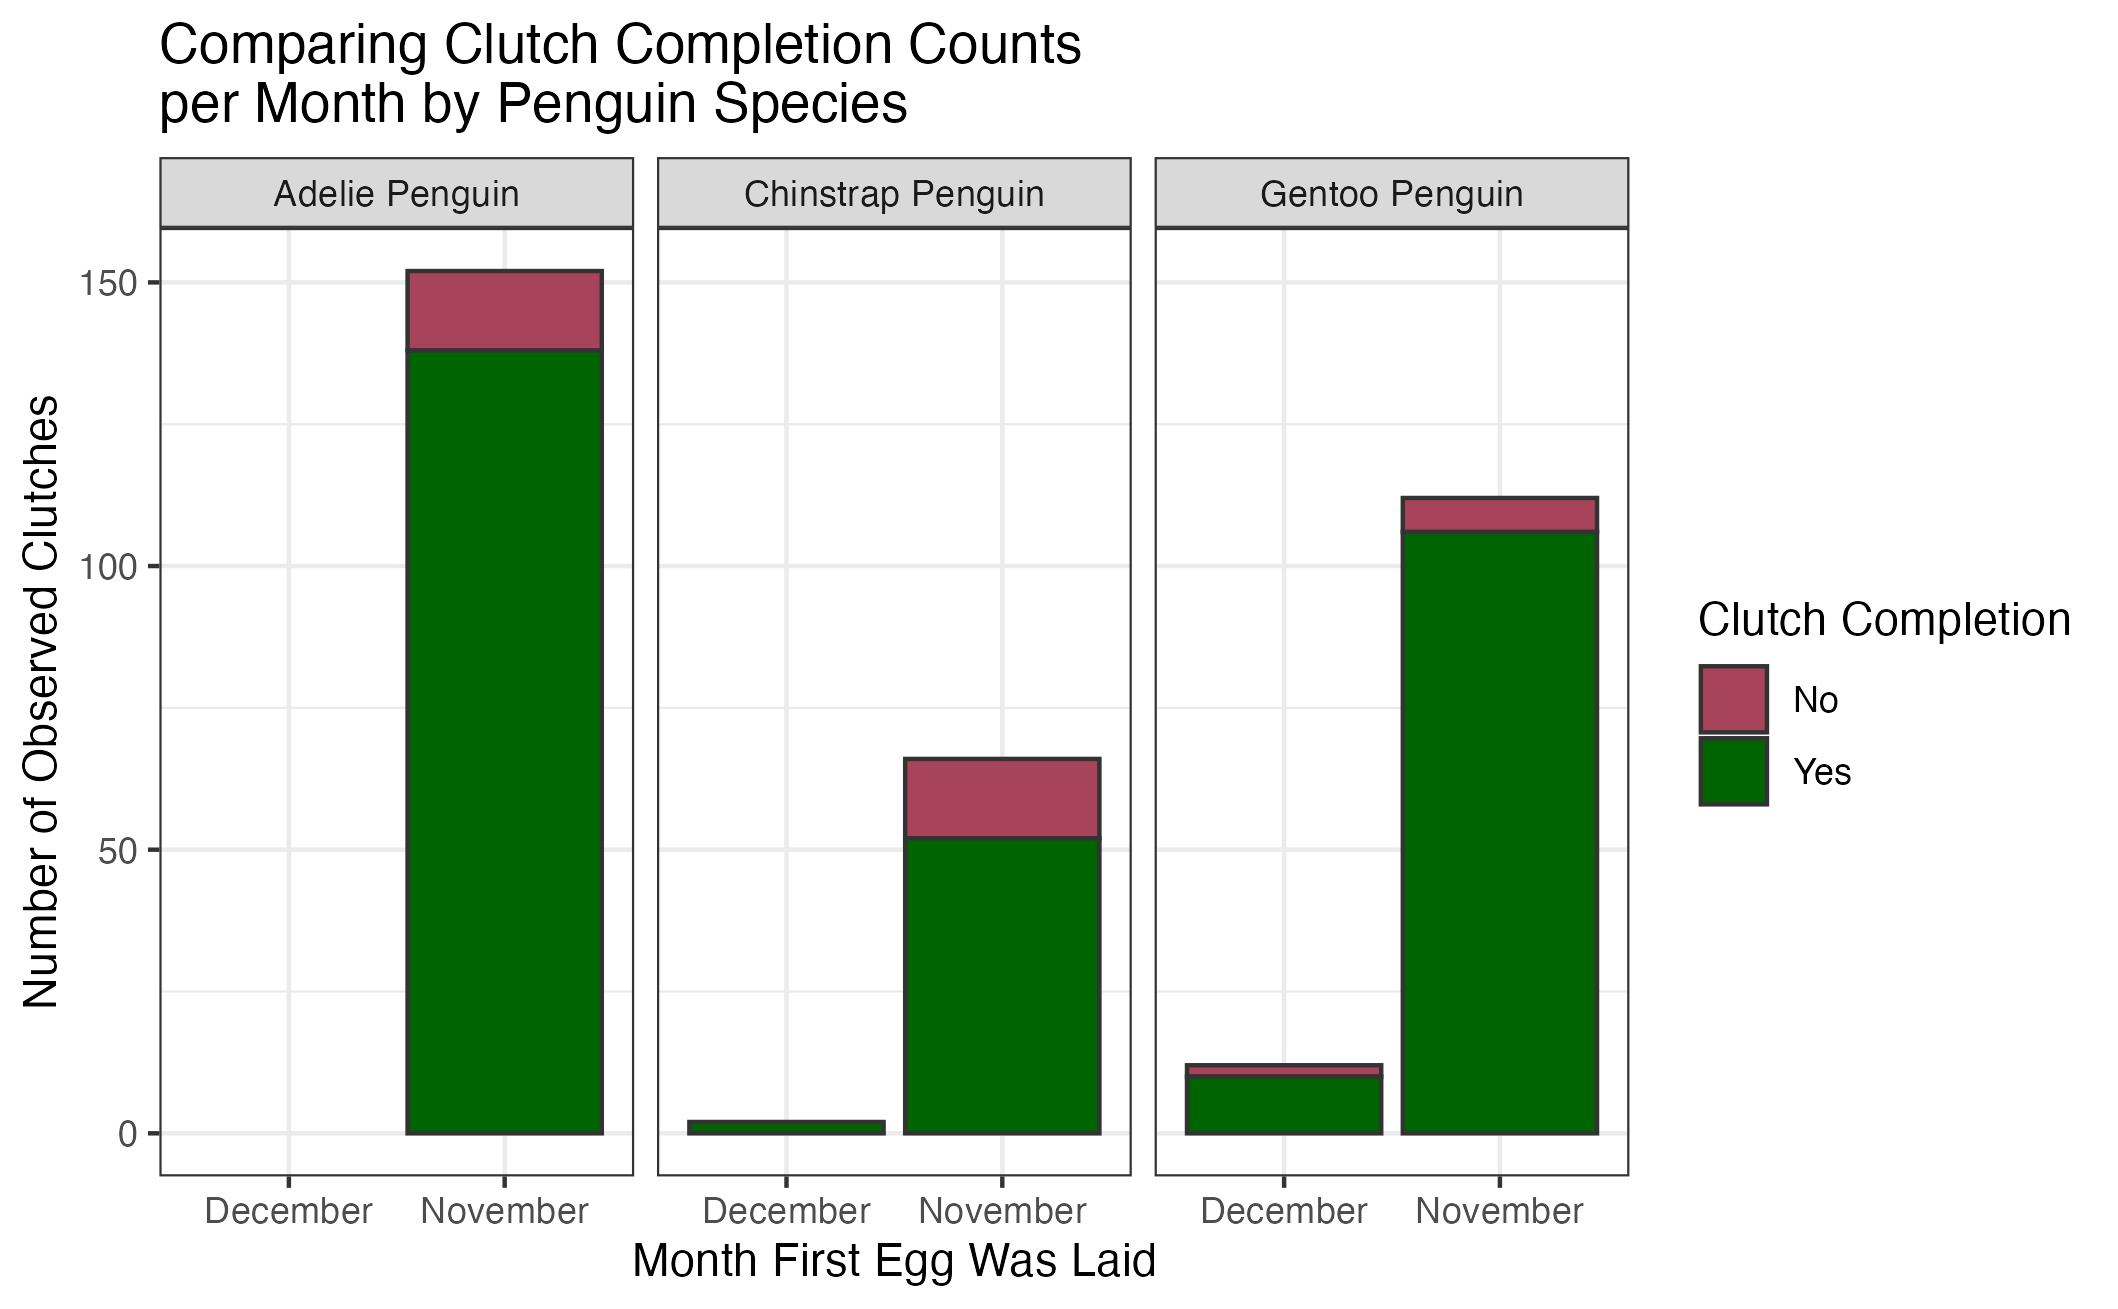 Comparing Clutch Completion Counts
per Month by Penguin Species
Adelie Penguin
Chinstrap Penguin
Gentoo Penguin
Number of Observed Clutches
150
100
50
0
December
November
December
November
December
November
Month First Egg Was Laid
Clutch Completion
No
Yes